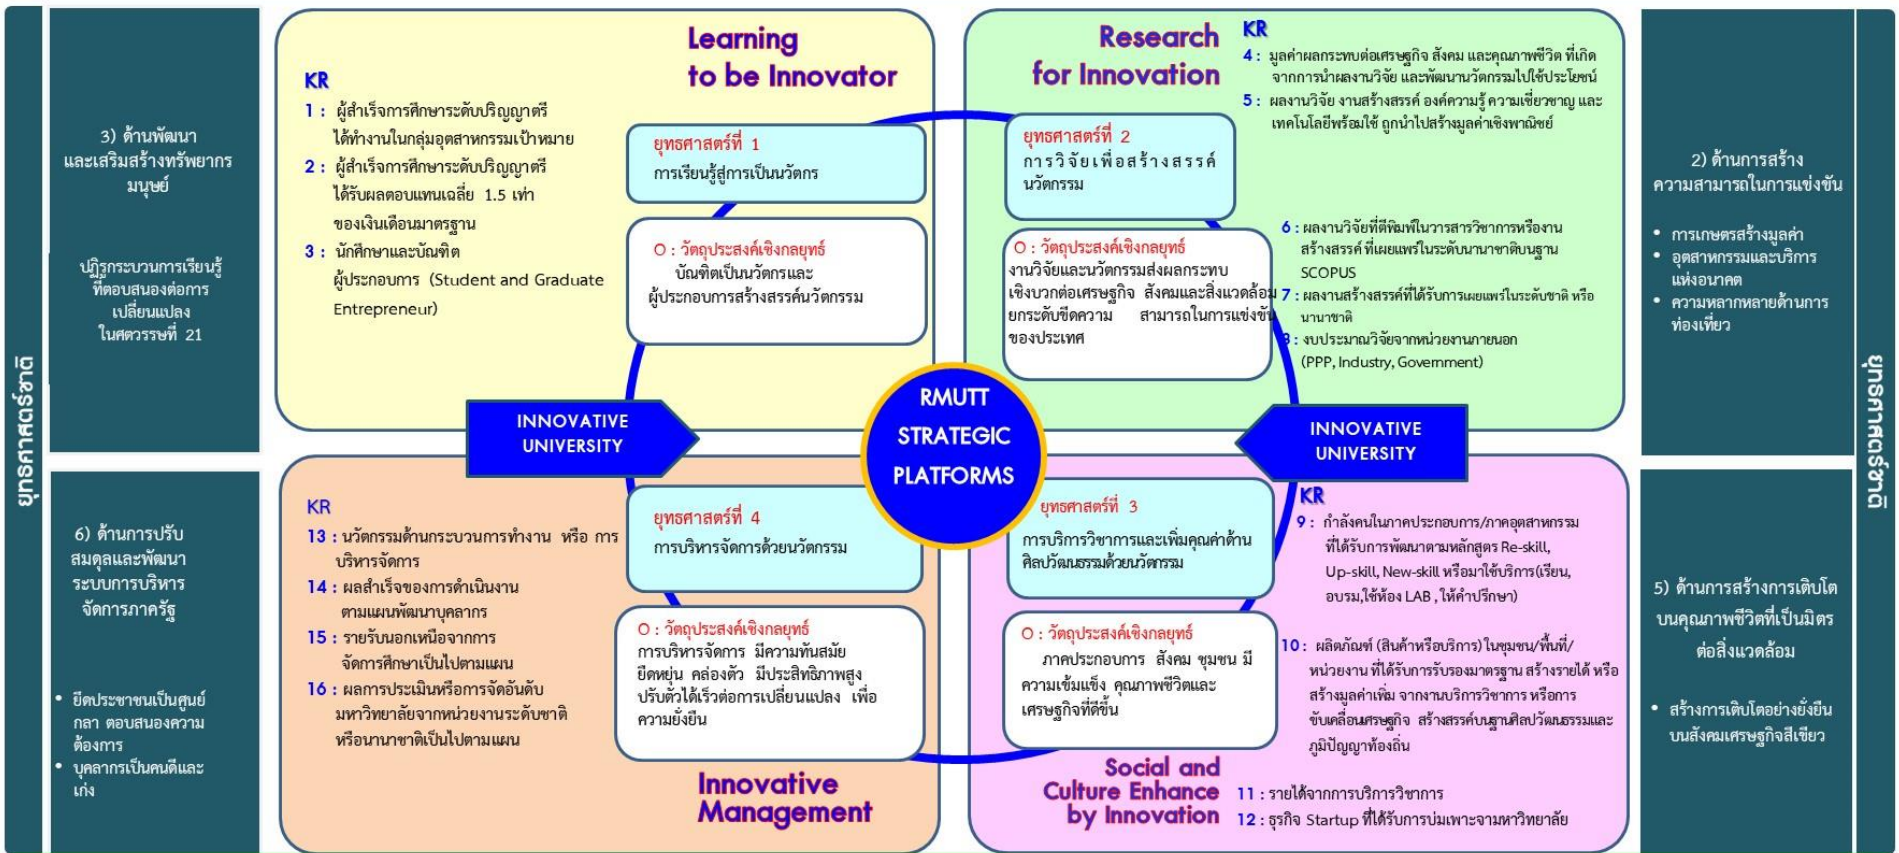 ยุทธศาสตร์ชาติ
3) ด้านพัฒนา
และเสริมสร้างทรัพยากร
มนุษย์
ปฏิรูกระบวนการเรียนรู้
ที่ตอบสนองต่อการ
เปลี่ยนแปลง
ในศตวรรษที่ 21
6) ด้านการปรับ
สมดุลและพัฒนา
ระบบการบริหาร
จัดการภาครัฐ
• ยึดประชาชนเป็นศูนย์
กลา ตอบสนองความ
ต้องการ
• บุคลากรเป็นคนดีและ
เก่ง
Learning
to be Innovator
KR
1 : ผู้สำเร็จการศึกษาระดับปริญญาตรี
ได้ทำงานในกลุ่มอุตสาหกรรมเป้าหมาย
2 : ผู้สำเร็จการศึกษาระดับปริญญาตรี
ได้รับผลตอบแทนเฉลี่ย 1.5 เท่า
ของเงินเดือนมาตรฐาน
3 : นักศึกษาและบัณฑิต
ผู้ประกอบการ (Student and Graduate
Entrepreneur)
ยุทธศาสตร์ที่ 1
การเรียนรู้สู่การเป็นนวัตกร
O : วัตถุประสงค์เชิงกลยุทธ์
บัณฑิตเป็นนวัตกรและ
ผู้ประกอบการสร้างสรรค์นวัตกรรม
INNOVATIVE
UNIVERSITY
Research
for Innovation
KR
4 : มูลค่าผลกระทบต่อเศรษฐกิจ สังคม และคุณภาพชีวิต ที่เกิด
จากการนำผลงานวิจัย และพัฒนานวัตกรรมไปใช้ประโยชน์
5 : ผลงานวิจัย งานสร้างสรรค์ องค์ความรู้ ความเชี่ยวชาญ และ
เทคโนโลยีพร้อมใช้ ถูกนำไปสร้างมูลค่าเชิงพาณิชย์
ยุทธศาสตร์ที่ 2
การวิจัยเพื่อสร้างสรรค์
นวัตกรรม
O : วัตถุประสงค์เชิงกลยุทธ์
งานวิจัยและนวัตกรรมส่งผลกระทบ
เชิงบวกต่อเศรษฐกิจ สังคมและสิ่งแวดล้อม
ยกระดับขีดความ สามารถในการแข่งขัน
ของประเทศ
6 : ผลงานวิจัยที่ตีพิมพ์ในวารสารวิชาการหรืองาน
สร้างสรรค์ ที่เผยแพร่ในระดับนานาชาติบนฐาน
SCOPUS
7 : ผลงานสร้างสรรค์ที่ได้รับการเผยแพร่ในระดับชาติ หรือ
นานาชาติ
8 : งบประมาณวิจัยจากหน่วยงานภายนอก
(PPP, Industry, Government)
INNOVATIVE
UNIVERSITY
RMUTT
STRATEGIC
PLATFORMS
KR
13 : นวัตกรรมด้านกระบวนการทำงาน หรือ การ
บริหารจัดการ
14 : ผลสำเร็จของการดำเนินงาน
ตามแผนพัฒนาบุคลากร
15 : รายรับนอกเหนือจากการ
จัดการศึกษาเป็นไปตามแผน
16 : ผลการประเมินหรือการจัดอันดับ
มหาวิทยาลัยจากหน่วยงานระดับชาติ
หรือนานาชาติเป็นไปตามแผน
ยุทธศาสตร์ที่ 4
การบริหารจัดการด้วยนวัตกรรม
O : วัตถุประสงค์เชิงกลยุทธ์
การบริหารจัดการ มีความทันสมัย
ยืดหยุ่น คล่องตัว มีประสิทธิภาพสูง
ปรับตัวได้เร็วต่อการเปลี่ยนแปลง เพื่อ
ความยั่งยืน
Innovative
Management
ยุทธศาสตร์ที่ 3
การบริการวิชาการและเพิ่มคุณค่าด้าน
ศิลปวัฒนธรรมด้วยนวัตกรรม
O : วัตถุประสงค์เชิงกลยุทธ์
ภาคประกอบการ สังคม ชุมชน มี
ความเข้มแข็ง คุณภาพชีวิตและ
เศรษฐกิจที่ดีขึ้น
KR
9 : กำลังคนในภาคประกอบการ/ภาคอุตสาหกรรม
ที่ได้รับการพัฒนาตามหลักสูตร Re-skill,
Up-skill, New-skill หรือมาใช้บริการ(เรียน,
อบรม,ใช้ห้อง LAB , ให้คำปรึกษา)
10 : ผลิตภัณฑ์ (สินค้าหรือบริการ) ในชุมชน/พื้นที่/
หน่วยงาน ที่ได้รับการรับรองมาตรฐาน สร้างรายได้ หรือ
สร้างมูลค่าเพิ่ม จากงานบริการวิชาการ หรือการ
ขับเคลื่อนเศรษฐกิจ สร้างสรรค์บนฐานศิลปวัฒนธรรมและ
ภูมิปัญญาท้องถิ่น
Social and
Culture Enhance
by Innovation
11 : รายได้จากการบริการวิชาการ
12 : ธุรกิจ Startup ที่ได้รับการบ่มเพาะจามหาวิทยาลัย
2) ด้านการสร้าง
ความสามารถในการแข่งขัน
• การเกษตรสร้างมูลค่า
• อุตสาหกรรมและบริการ
แห่งอนาคต
• ความหลากหลายด้านการ
ท่องเที่ยว
5) ด้านการสร้างการเติบโต
บนคุณภาพชีวิตที่เป็นมิตร
ต่อสิ่งแวดล้อม
• สร้างการเติบโตอย่างยั่งยืน
บนสังคมเศรษฐกิจสีเขียว
ยุทธศาสตร์ชาติ